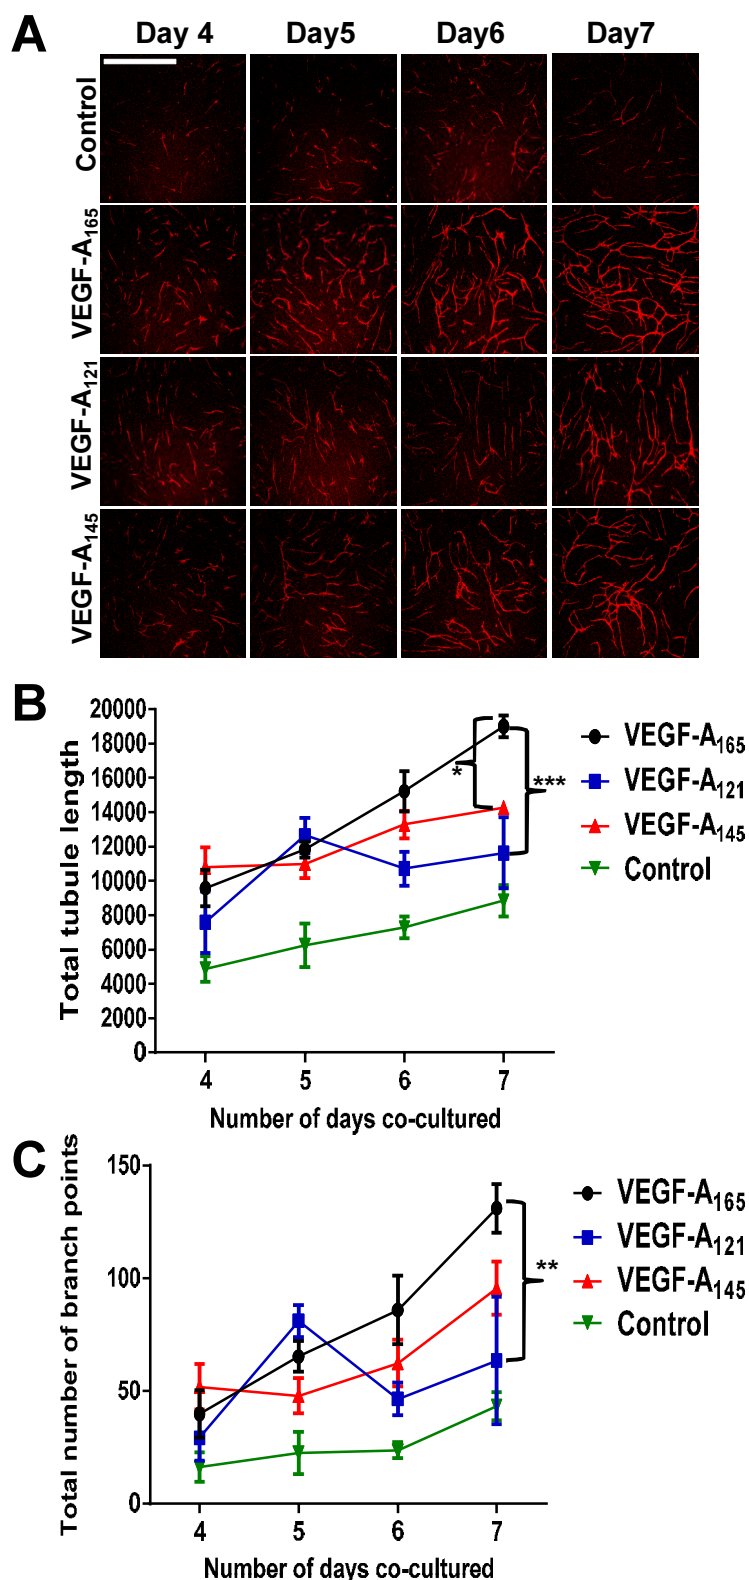 A
Day 4 Day5 Day6 Day7
Control
VEGF-A165
VEGF-A121
VEGF-A145
B
Total tubule length
20000
18000
16000
14000
12000
10000
8000
6000
4000
2000
0
4 5 6 7
Number of days co-cultured
*
***
VEGF-A165
VEGF-A121
VEGF-A145
Control
C
Total number of branch points
150
100
50
0
4 5 6 7
Number of days co-cultured
**
VEGF-A165
VEGF-A121
VEGF-A145
Control